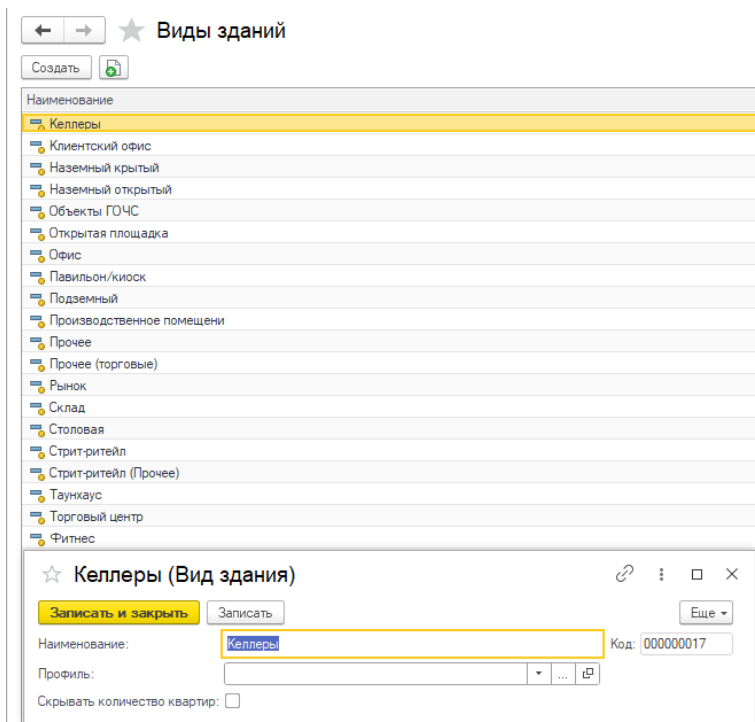 Виды зданий
Создать
Наименование
Келлеры
Клиентский офис
Наземный крытый
Наземный открытый
Объекты ГОЧС
Открытая площадка
Офис
Павильон/киоск
Подземный
Производственное помещени
Прочее
Прочее (торговые)
Рынок
Склад
Столовая
Стрит-ритейл
Стрит-ритейл (Прочее)
Таунхаус
Торговый центр
Фитнес
Келлеры (Вид здания)
Записать и закрыть Записать Еще
Наименование: Келлеры Код: 000000017
Профиль: ...
Скрывать количество квартир: